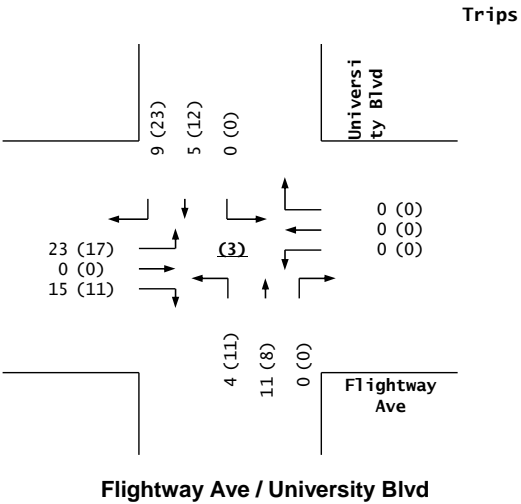 Trips
Universi
ty Blvd
9 (23)
5 (12)
0 (0)
0 (0)
0 (0)
0 (0)
(3)
23 (17)
0 (0)
15 (11)
4 (11)
11 (8)
0 (0)
Flightway
Ave
Flightway Ave / University Blvd